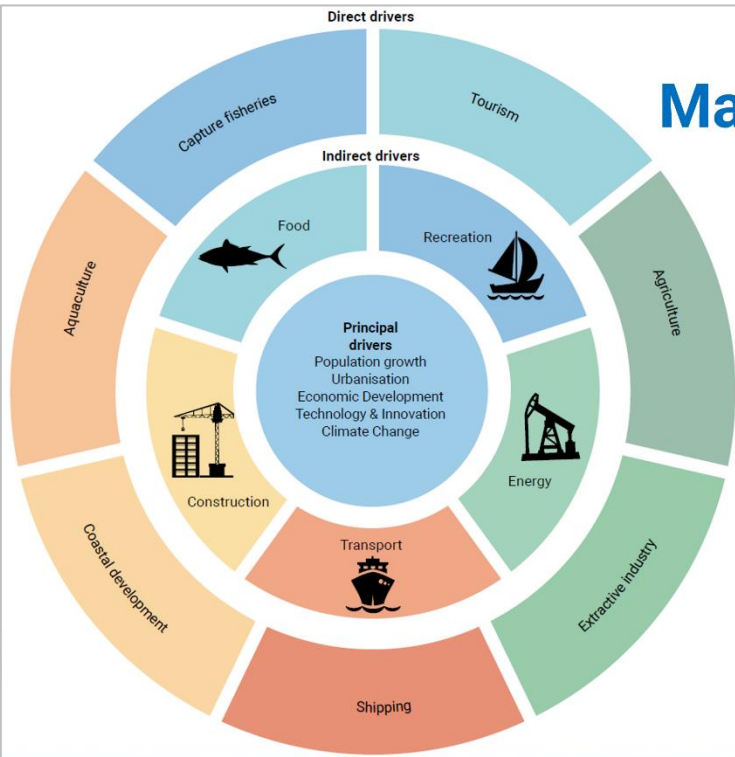 Direct drivers
Ma
Capture fisheries
Tourism
Indirect drivers
Food
Recreation
Aquaculture
Agriculture
Principal
drivers
Population growth
Urbanisation
Economic Development
Technology & Innovation
Climate Change
Construction
Energy
Transport
Coastal development
Extractive industry
Shipping